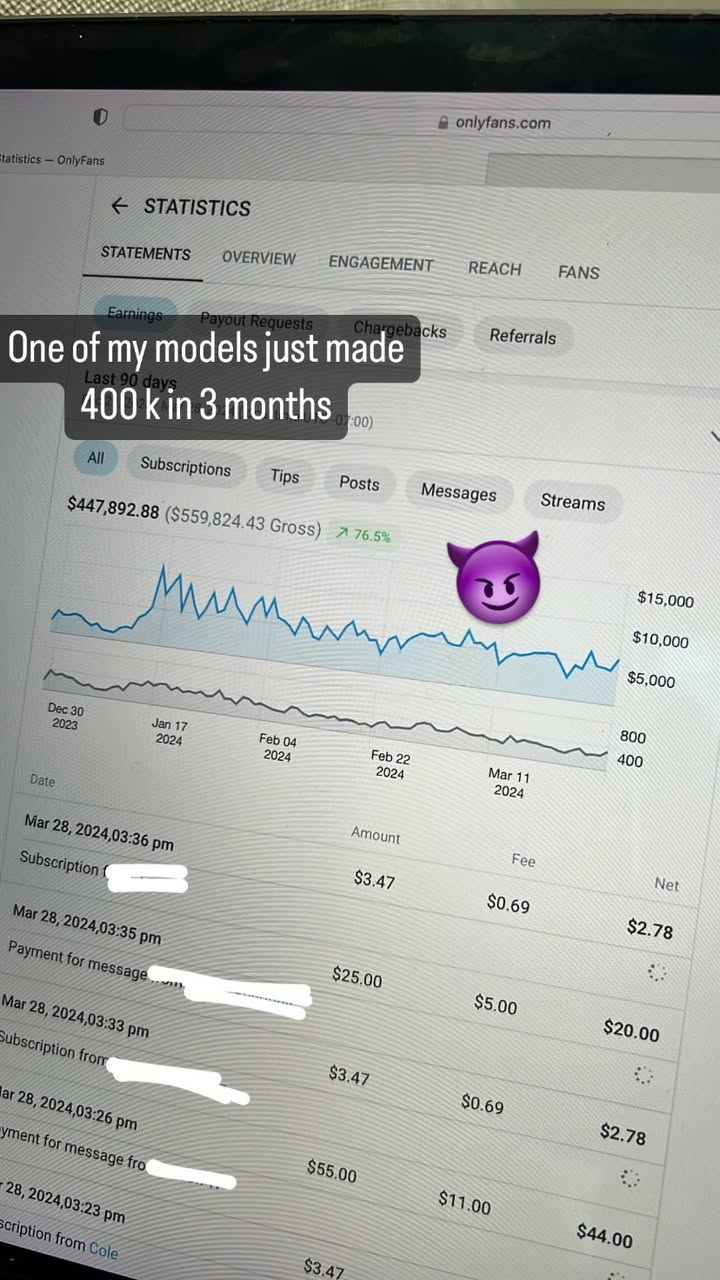 onlyfans.com
tatistics — OnlyFans
← STATISTICS
STATEMENTS OVERVIEW ENGAGEMENT REACH FANS
Earnings Payout Requests Chargebacks Referrals
One of my models just made
Last 90 days
400 k in 3 months
07:00)
All Subscriptions Tips Posts Messages Streams
$447,892.88 ($559,824.43 Gross) ↗ 76.5%
$15,000
$10,000
$5,000
800
400
Dec 30
2023
Jan 17
2024
Feb 04
2024
Feb 22
2024
Mar 11
2024
Date Amount Fee Net
Mar 28, 2024,03:36 pm
Subscription $3.47 $0.69 $2.78
Mar 28, 2024,03:35 pm
Payment for message $25.00 $5.00 $20.00
Mar 28, 2024,03:33 pm
Subscription from $3.47 $0.69 $2.78
ar 28, 2024,03:26 pm
yment for message fro $55.00 $11.00 $44.00
28, 2024,03:23 pm
scription from Cole $3.47